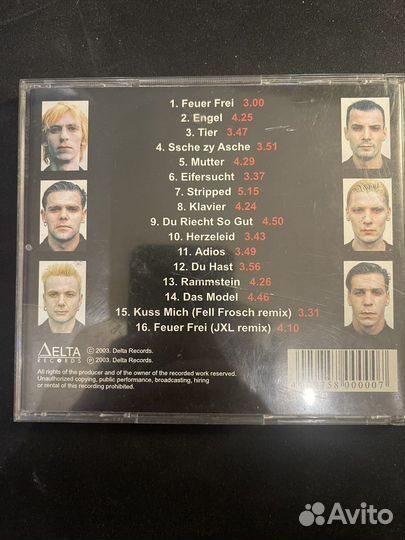 1. Feuer Frei 3.00
2. Engel 4.25
3. Tier 3.47
4. Ssche zy Asche 3.51
5. Mutter 4.29
6. Eifersucht 3.37
7. Stripped 5.15
8. Klavier 4.24
9. Du Riecht So Gut 4.50
10. Herzeleid 3.43
11. Adios 3.49
12. Du Hast 3.56
13. Rammstein 4.26
14. Das Model 4.46
15. Kuss Mich (Fell Frosch remix) 3.31
16. Feuer Frei (JXL remix) 4.10
DELTA
RECORDS
© 2003. Delta Records.
℗ 2003. Delta Records.
All rights of the producer and of the owner of the recorded work reserved.
Unauthorized copying, public performance, broadcasting, hiring
or rental of this recording prohibited.
Avito